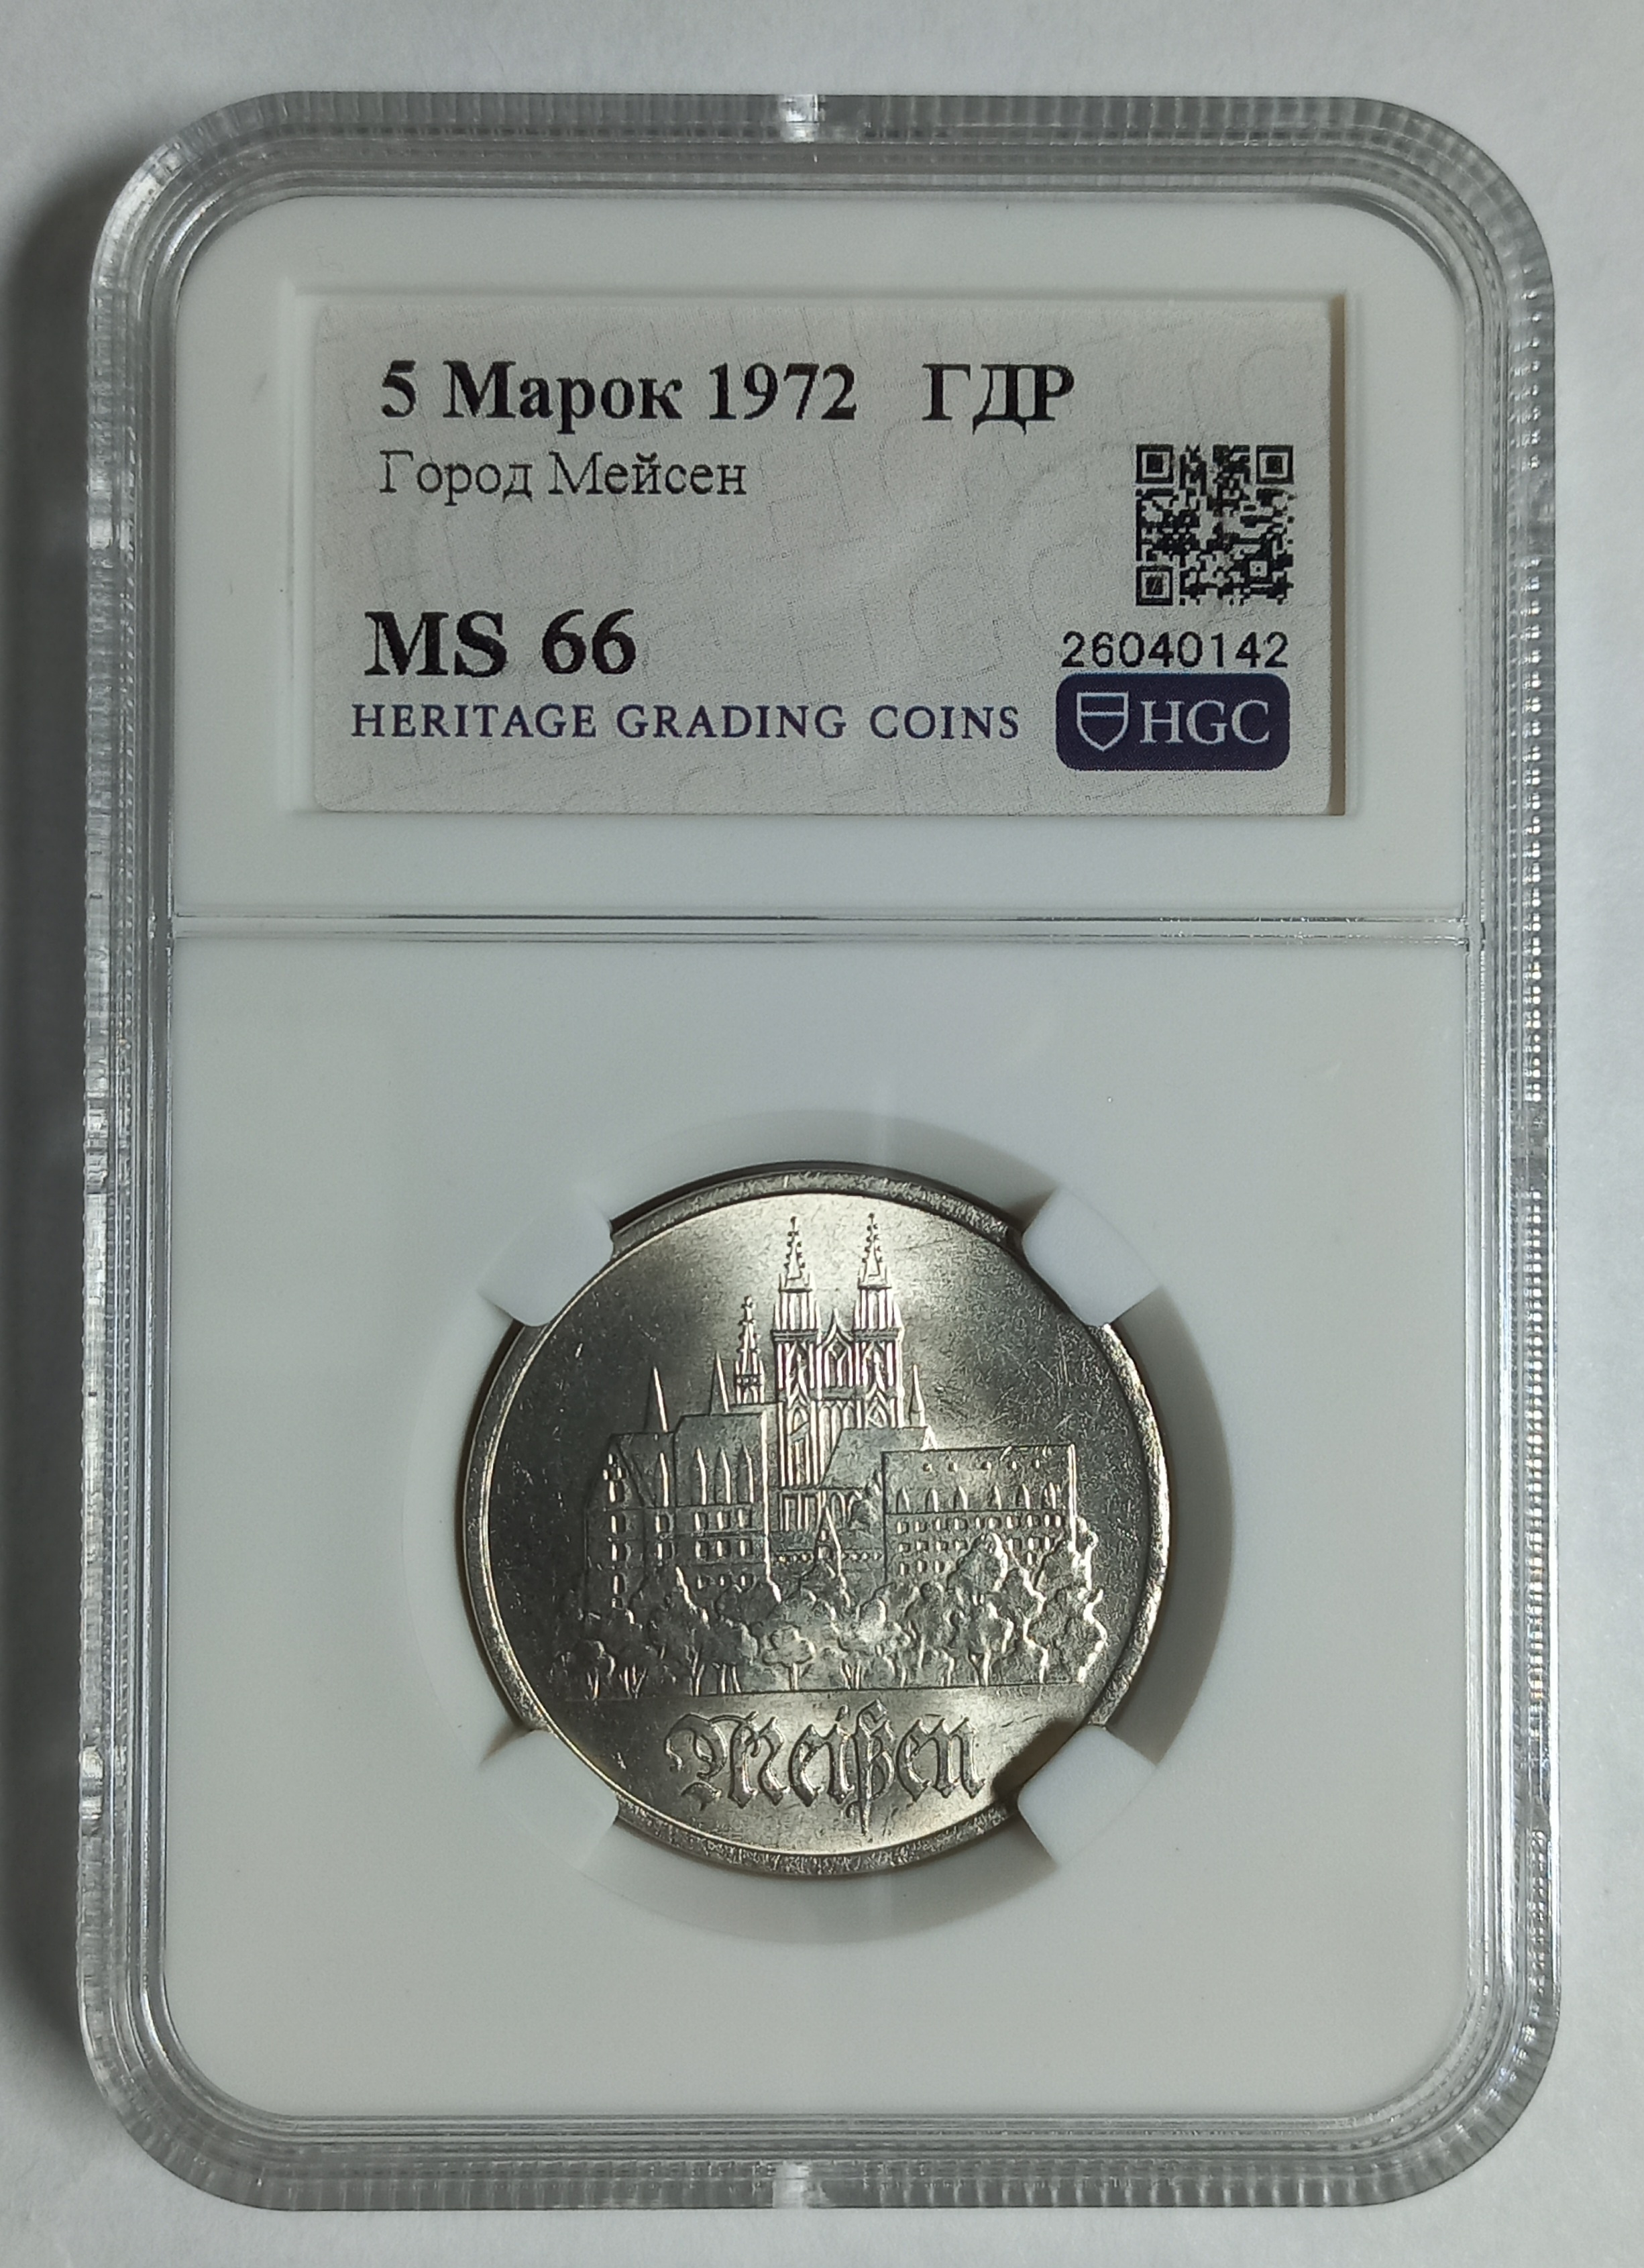 5 Марок 1972 ГДР
Город Мейсен
MS 66
26040142
HERITAGE GRADING COINS
HGC
Meißen